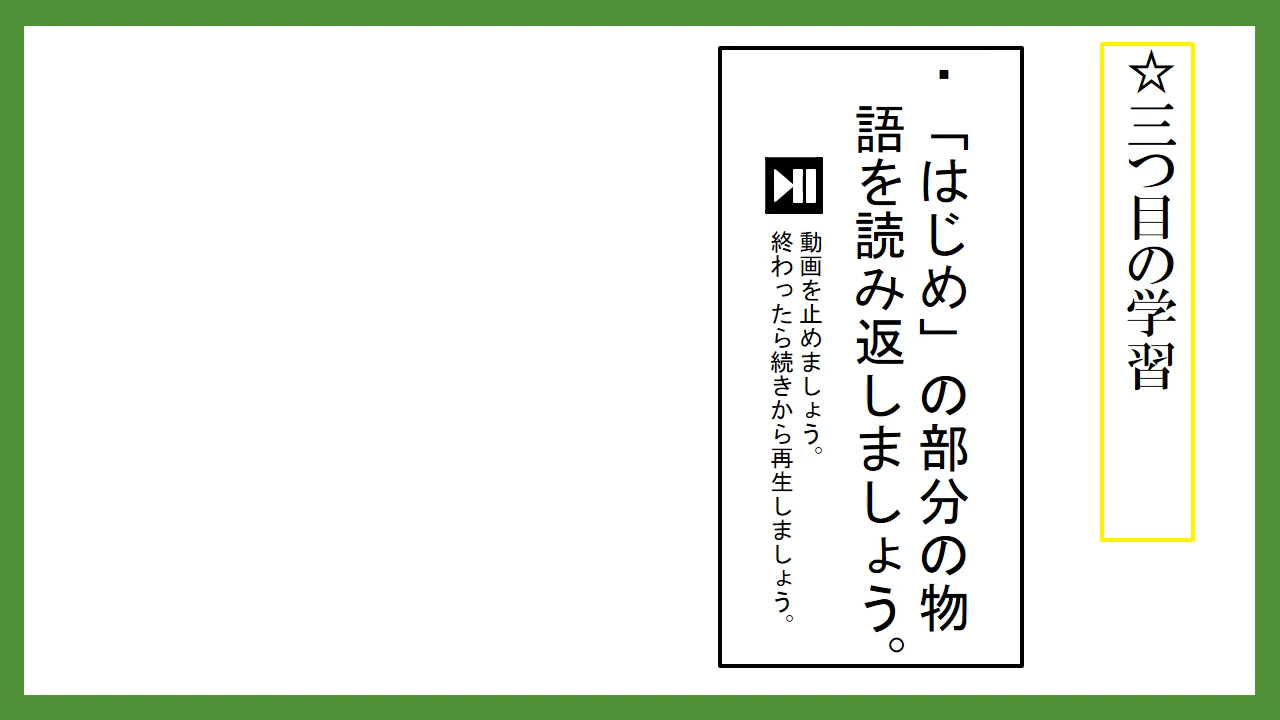 ☆三つ目の学習
・「はじめ」の部分の物
語を読み返しましょう。
動画を止めましょう。
終わったら続きから再生しましょう。